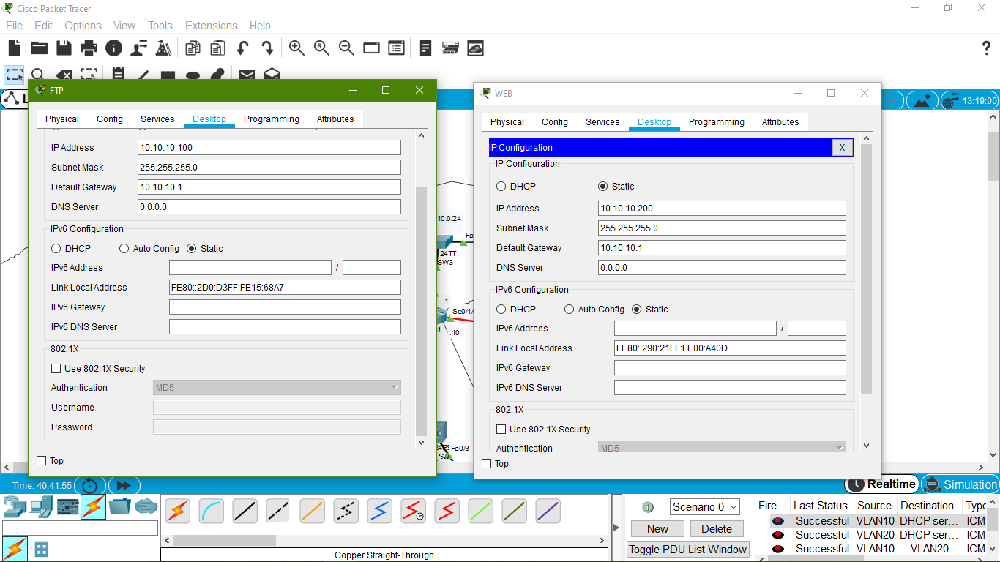 Cisco Packet Tracer
File Edit Options View Tools Extensions Help
FTP
Physical Config Services Desktop Programming Attributes
IP Address 10.10.10.100
Subnet Mask 255.255.255.0
Default Gateway 10.10.10.1
DNS Server 0.0.0.0
IPv6 Configuration
DHCP Auto Config Static
IPv6 Address /
Link Local Address FE80::2D0:D3FF:FE15:68A7
IPv6 Gateway
IPv6 DNS Server
802.1X
Use 802.1X Security
Authentication MD5
Username
Password
Top
10.0/24
Fa
24TT
SW3
.1
Se0/1/
.10
Fa0/3
SW
WEB
Physical Config Services Desktop Programming Attributes
IP Configuration X
IP Configuration
DHCP Static
IP Address 10.10.10.200
Subnet Mask 255.255.255.0
Default Gateway 10.10.10.1
DNS Server 0.0.0.0
IPv6 Configuration
DHCP Auto Config Static
IPv6 Address /
Link Local Address FE80::290:21FF:FE00:A40D
IPv6 Gateway
IPv6 DNS Server
802.1X
Use 802.1X Security
Authentication MD5
Top
13:19:00
Time: 40:41:55
Realtime Simulation
Copper Straight-Through
Scenario 0
New Delete
Toggle PDU List Window
Fire Last Status Source Destination Type
Successful VLAN10 DHCP ser... ICM
Successful VLAN20 DHCP ser... ICM
Successful VLAN10 VLAN20 ICM